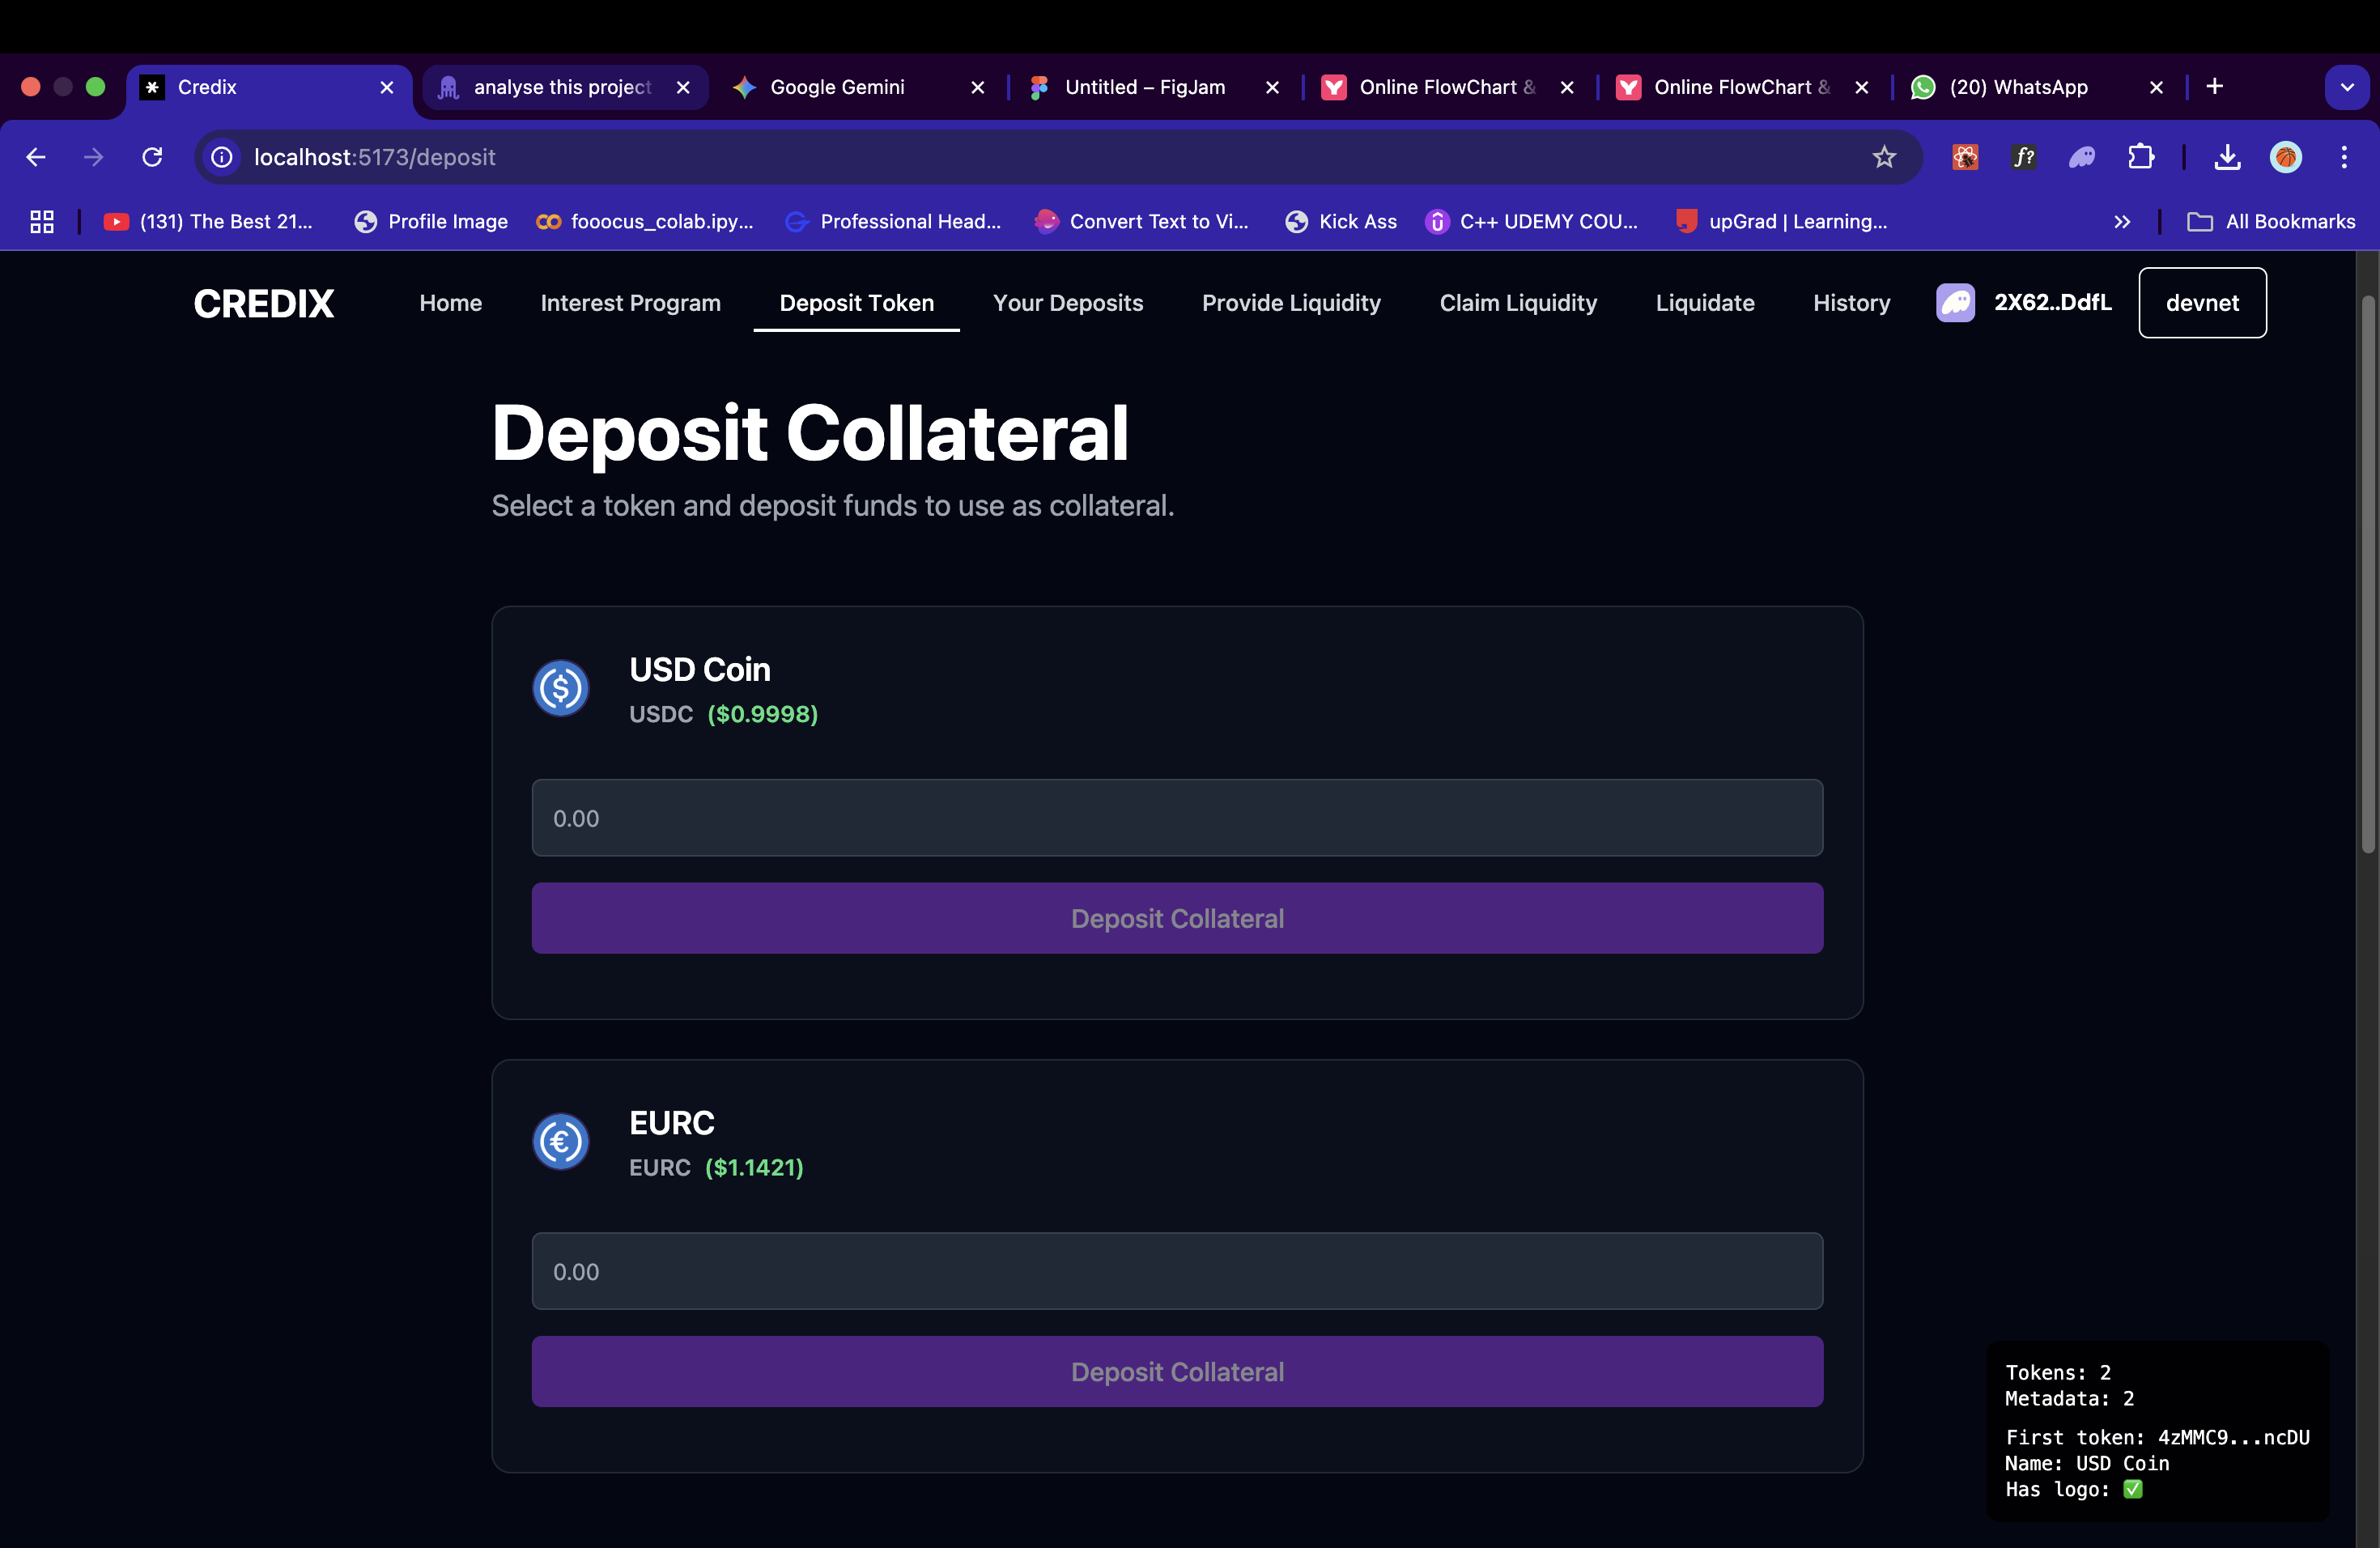 Credix
analyse this project
Google Gemini
Untitled – FigJam
Online FlowChart &
Online FlowChart &
(20) WhatsApp
localhost:5173/deposit
f?
(131) The Best 21...
Profile Image
fooocus_colab.ipy...
Professional Head...
Convert Text to Vi...
Kick Ass
C++ UDEMY COU...
upGrad | Learning...
All Bookmarks
CREDIX
Home
Interest Program
Deposit Token
Your Deposits
Provide Liquidity
Claim Liquidity
Liquidate
History
2X62..DdfL
devnet
Deposit Collateral
Select a token and deposit funds to use as collateral.
USD Coin
USDC ($0.9998)
0.00
Deposit Collateral
EURC
EURC ($1.1421)
0.00
Deposit Collateral
Tokens: 2
Metadata: 2
First token: 4zMMC9...ncDU
Name: USD Coin
Has logo: ✅